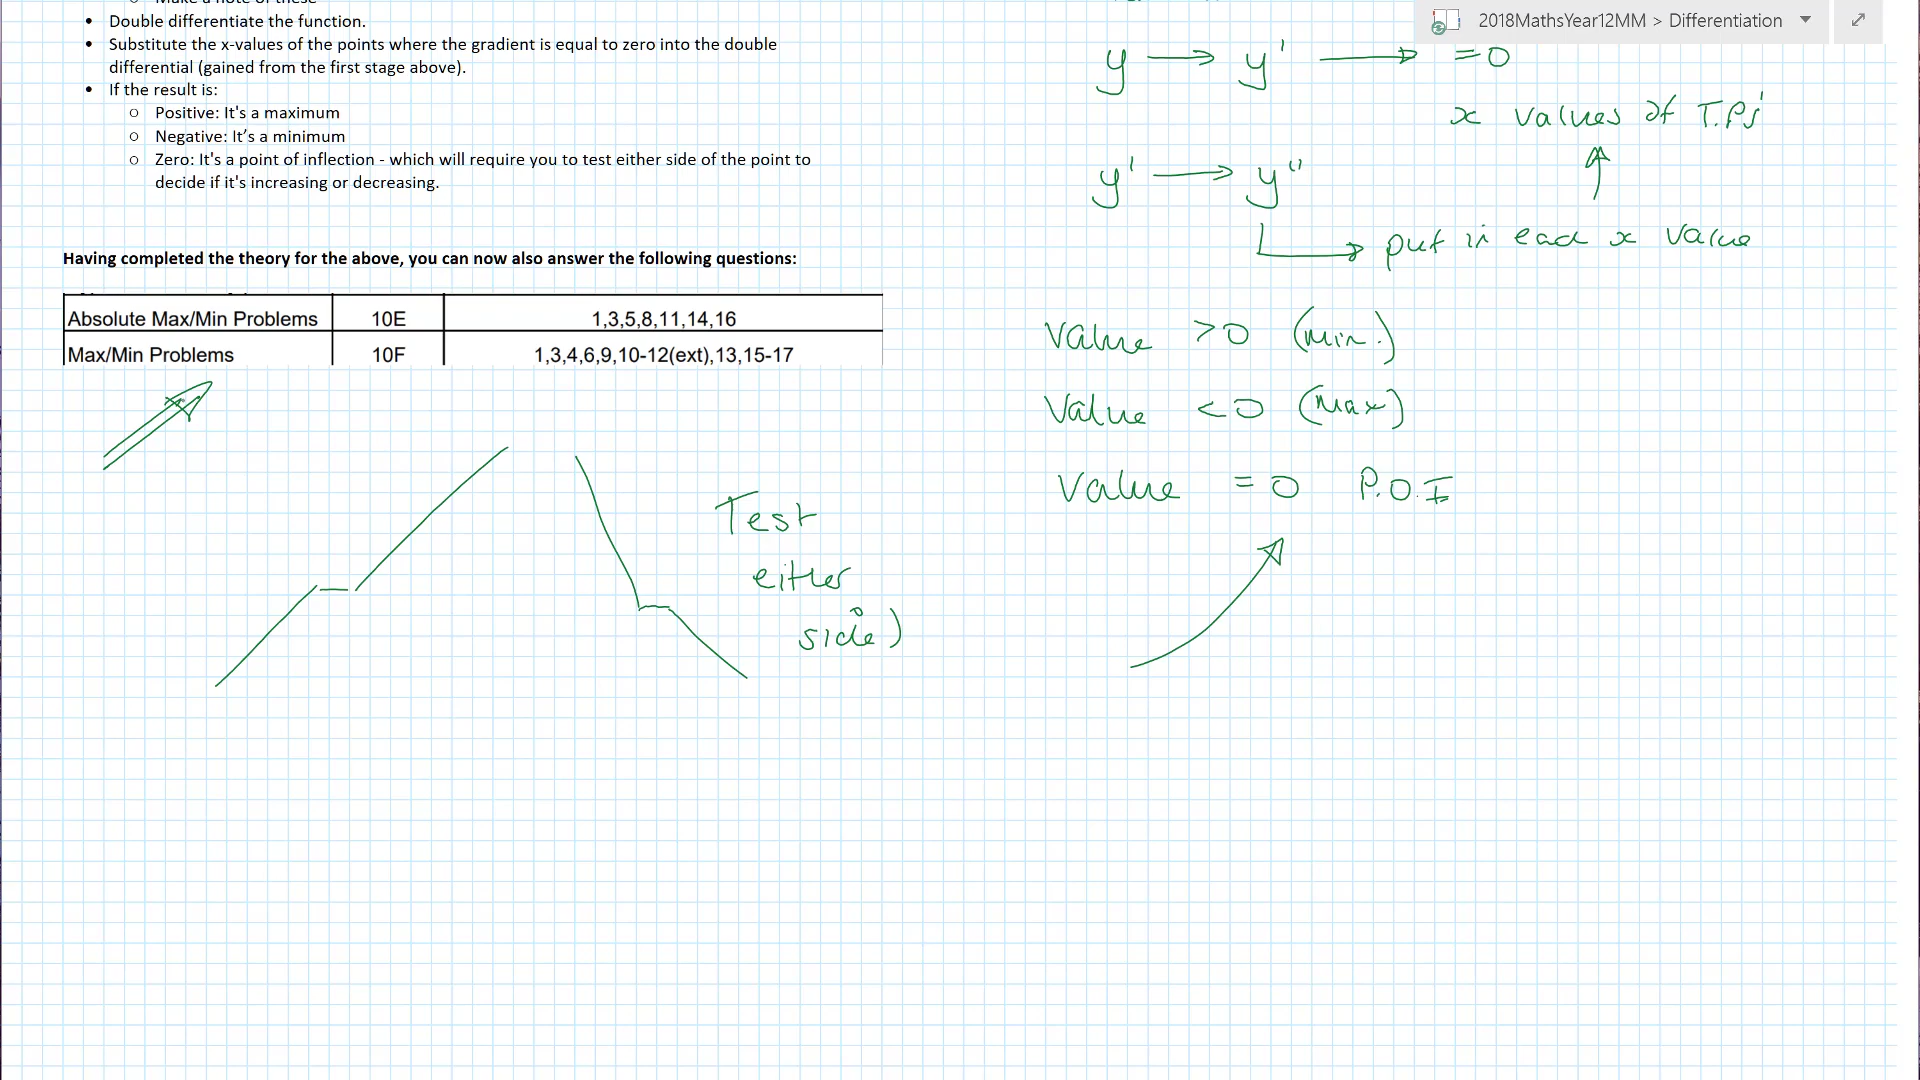 Make a note of these
• Double differentiate the function.
• Substitute the x-values of the points where the gradient is equal to zero into the double
differential (gained from the first stage above).
• If the result is:
o Positive: It's a maximum
o Negative: It’s a minimum
o Zero: It's a point of inflection - which will require you to test either side of the point to
decide if it's increasing or decreasing.
Having completed the theory for the above, you can now also answer the following questions:
Absolute Max/Min Problems 10E 1,3,5,8,11,14,16
Max/Min Problems 10F 1,3,4,6,9,10-12(ext),13,15-17
Test
either
side)
2018MathsYear12MM > Differentiation
y → y' → =0
x values of T.Ps'
y' → y''
put in each x value
Value >0 (Min.)
Value <0 (Max)
Value =0 P.O.I